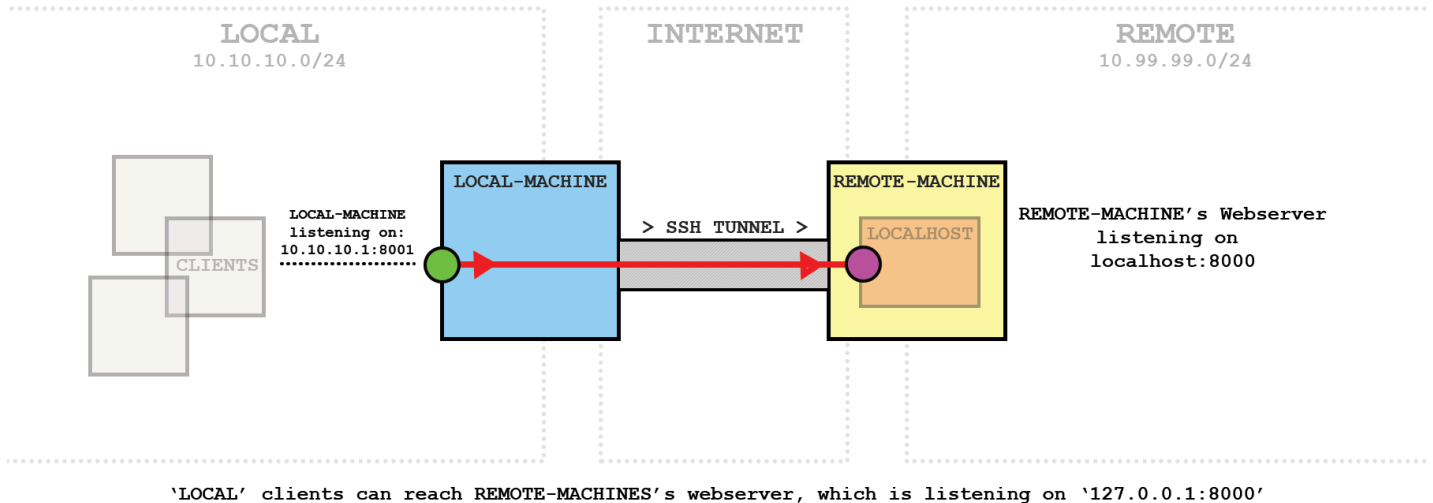 LOCAL
10.10.10.0/24
INTERNET
REMOTE
10.99.99.0/24
CLIENTS
LOCAL-MACHINE
listening on:
10.10.10.1:8001
LOCAL-MACHINE
> SSH TUNNEL >
REMOTE-MACHINE
LOCALHOST
REMOTE-MACHINE's Webserver
listening on
localhost:8000
‘LOCAL’ clients can reach REMOTE-MACHINES's webserver, which is listening on ‘127.0.0.1:8000’